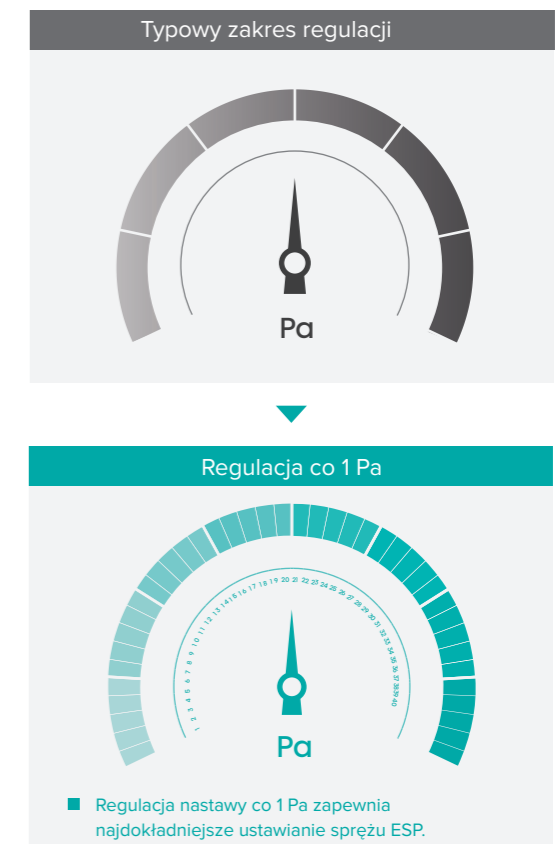 Typowy zakres regulacji
Pa
Regulacja co 1 Pa
1 2 3 4 5 6 7 8 9 10 11 12 13 14 15 16 17 18 19 20 21 22 23 24 25 26 27 28 29 30 31 32 33 34 35 36 37 38 39 40
Pa
Regulacja nastawy co 1 Pa zapewnia
najdokładniejsze ustawianie sprężu ESP.